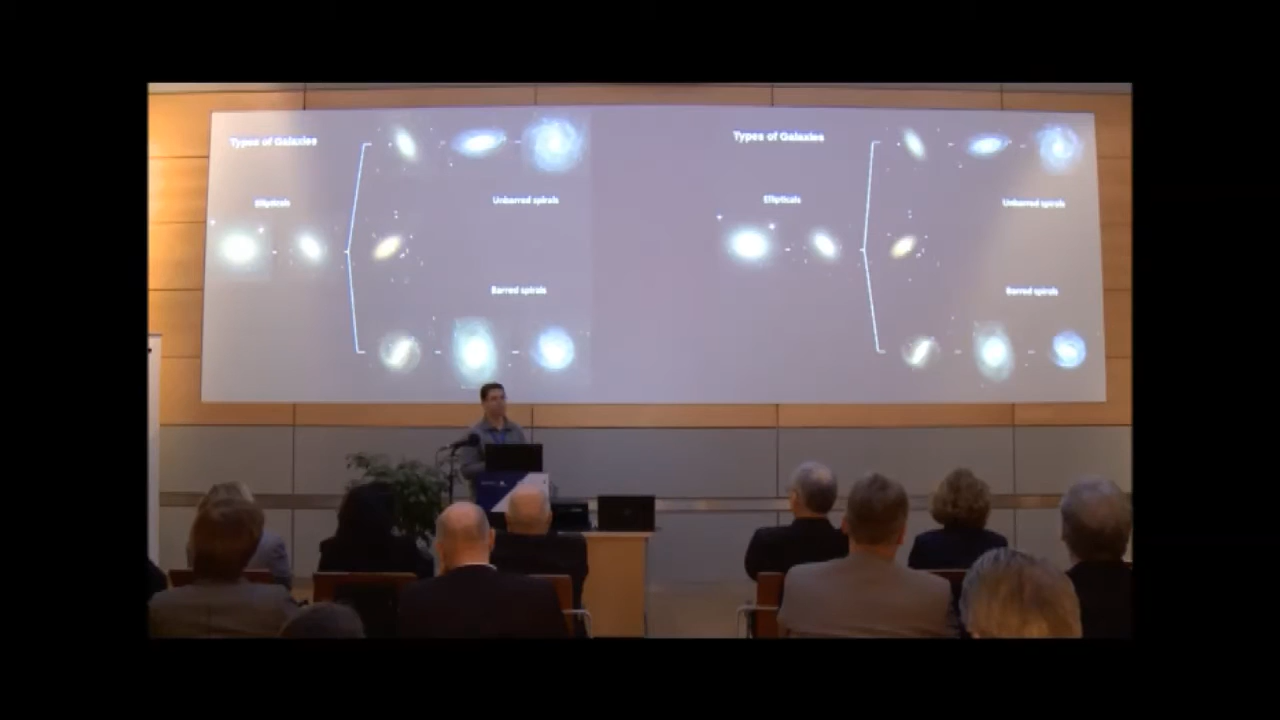 Types of Galaxies
Ellipticals
Unbarred spirals
Barred spirals
Types of Galaxies
Ellipticals
Unbarred spirals
Barred spirals